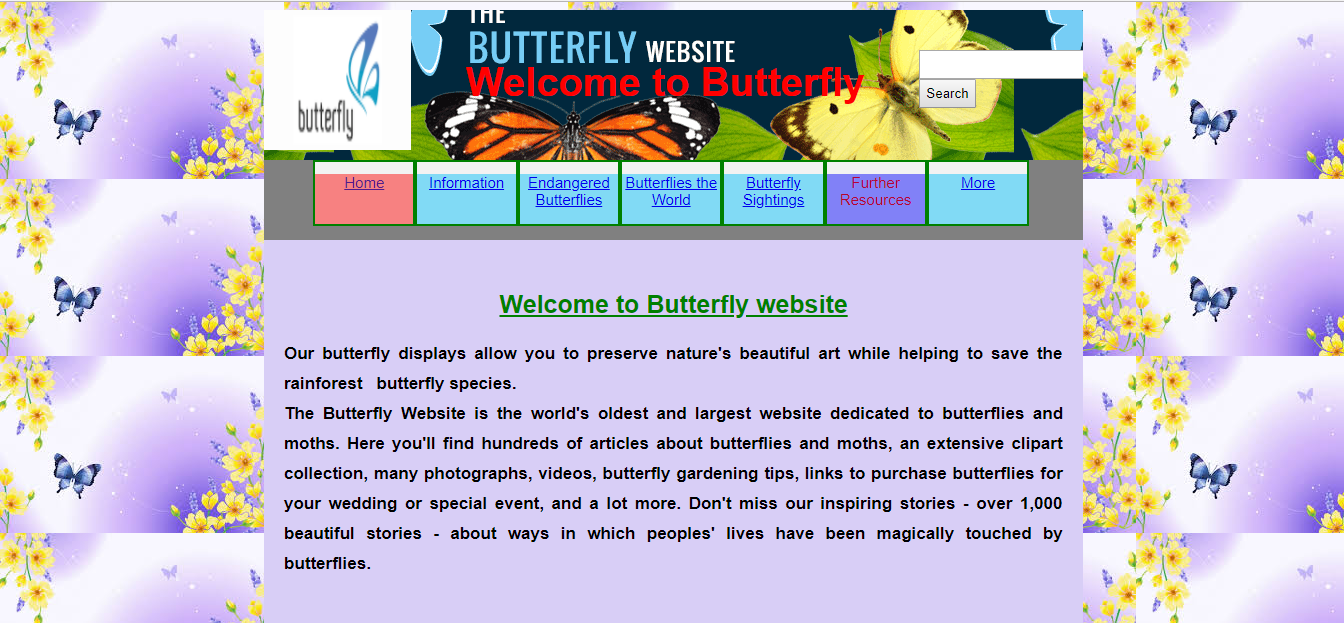 THE
BUTTERFLY WEBSITE
Welcome to Butterfly
butterfly
Search
Home
Information
Endangered
Butterflies
Butterflies the
World
Butterfly
Sightings
Further
Resources
More
Welcome to Butterfly website
Our butterfly displays allow you to preserve nature's beautiful art while helping to save the
rainforest butterfly species.
The Butterfly Website is the world's oldest and largest website dedicated to butterflies and
moths. Here you'll find hundreds of articles about butterflies and moths, an extensive clipart
collection, many photographs, videos, butterfly gardening tips, links to purchase butterflies for
your wedding or special event, and a lot more. Don't miss our inspiring stories - over 1,000
beautiful stories - about ways in which peoples' lives have been magically touched by
butterflies.